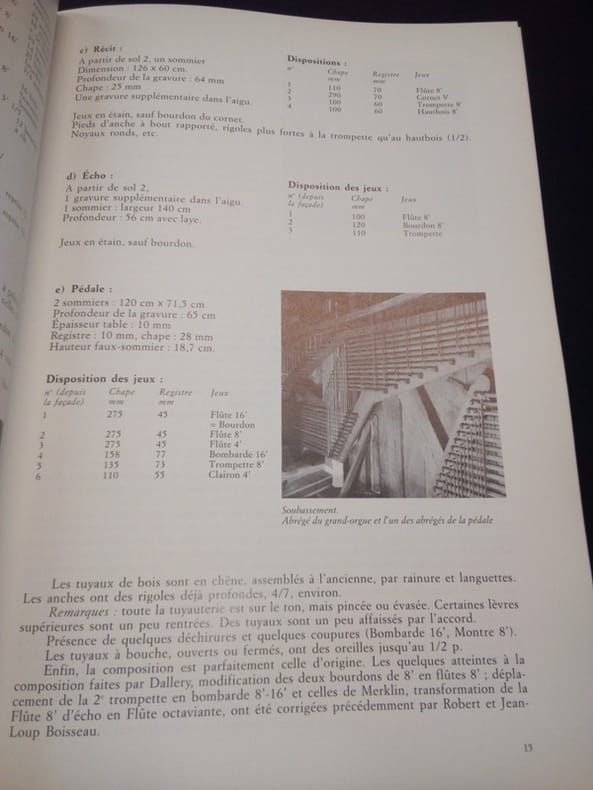 c) Récit :
A partir de sol 2, un sommier
Dimension : 126 x 60 cm.
Profondeur de la gravure : 64 mm
Chape : 25 mm
Une gravure supplémentaire dans l'aigu.
Dispositions :
n° Chape Registre Jeux
mm mm
1 110 70 Flûte 8'
2 290 70 Cornet V
3 100 60 Trompette 8'
4 100 60 Hautbois 8'
Jeux en étain, sauf bourdon du cornet.
Pieds d'anche à bout rapporté, rigoles plus fortes à la trompette qu'au hautbois (1/2).
Noyaux ronds, etc.
d) Écho :
A partir de sol 2,
1 gravure supplémentaire dans l'aigu.
1 sommier : largeur 140 cm
Profondeur : 56 cm avec laye.
Jeux en étain, sauf bourdon.
Disposition des jeux :
n° (depuis Chape Jeux
la façade) mm
1 100 Flûte 8'
2 120 Bourdon 8'
3 110 Trompette
e) Pédale :
2 sommiers : 120 cm x 71,5 cm
Profondeur de la gravure : 65 cm
Épaisseur table : 10 mm
Registre : 10 mm, chape : 28 mm
Hauteur faux-sommier : 18,7 cm.
Disposition des jeux :
n° (depuis Chape Registre Jeux
la façade) mm mm
1 275 45 Flûte 16'
= Bourdon
2 275 45 Flûte 8'
3 275 45 Flûte 4'
4 158 77 Bombarde 16'
5 135 73 Trompette 8'
6 110 55 Clairon 4'
Soubassement.
Abrégé du grand-orgue et l'un des abrégés de la pédale
Les tuyaux de bois sont en chêne, assemblés à l'ancienne, par rainure et languettes.
Les anches ont des rigoles déjà profondes, 4/7, environ.
Remarques : toute la tuyauterie est sur le ton, mais pincée ou évasée. Certaines lèvres
supérieures sont un peu rentrées. Des tuyaux sont un peu affaissés par l'accord.
Présence de quelques déchirures et quelques coupures (Bombarde 16', Montre 8').
Les tuyaux à bouche, ouverts ou fermés, ont des oreilles jusqu'au 1/2 p.
Enfin, la composition est parfaitement celle d'origine. Les quelques atteintes à la
composition faites par Dallery, modification des deux bourdons de 8' en flûtes 8' ; dépla-
cement de la 2e trompette en bombarde 8'-16' et celles de Merklin, transformation de la
Flûte 8' d'écho en Flûte octaviante, ont été corrigées précédemment par Robert et Jean-
Loup Boisseau.
15